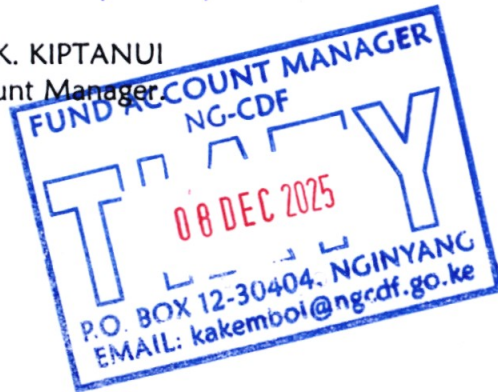 K. KIPTANUI
unt Manager.
FUND ACCOUNT MANAGER
NG-CDF
08 DEC 2025
P.O. BOX 12-30404, NGINYANG
EMAIL: kakemboi@ngcdf.go.ke